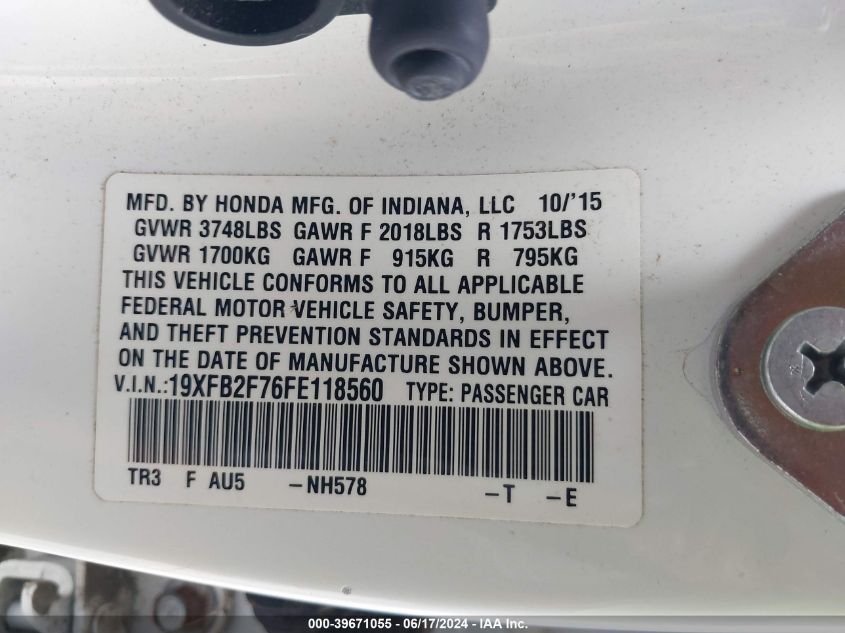 MFD. BY HONDA MFG. OF INDIANA, LLC 10/'15
GVWR 3748LBS GAWR F 2018LBS R 1753LBS
GVWR 1700KG GAWR F 915KG R 795KG
THIS VEHICLE CONFORMS TO ALL APPLICABLE
FEDERAL MOTOR VEHICLE SAFETY, BUMPER,
AND THEFT PREVENTION STANDARDS IN EFFECT
ON THE DATE OF MANUFACTURE SHOWN ABOVE.
V.I.N.:19XFB2F76FE118560 TYPE: PASSENGER CAR
TR3 F AU5 -NH578 -T -E
000-39671055 - 06/17/2024 - IAA Inc.